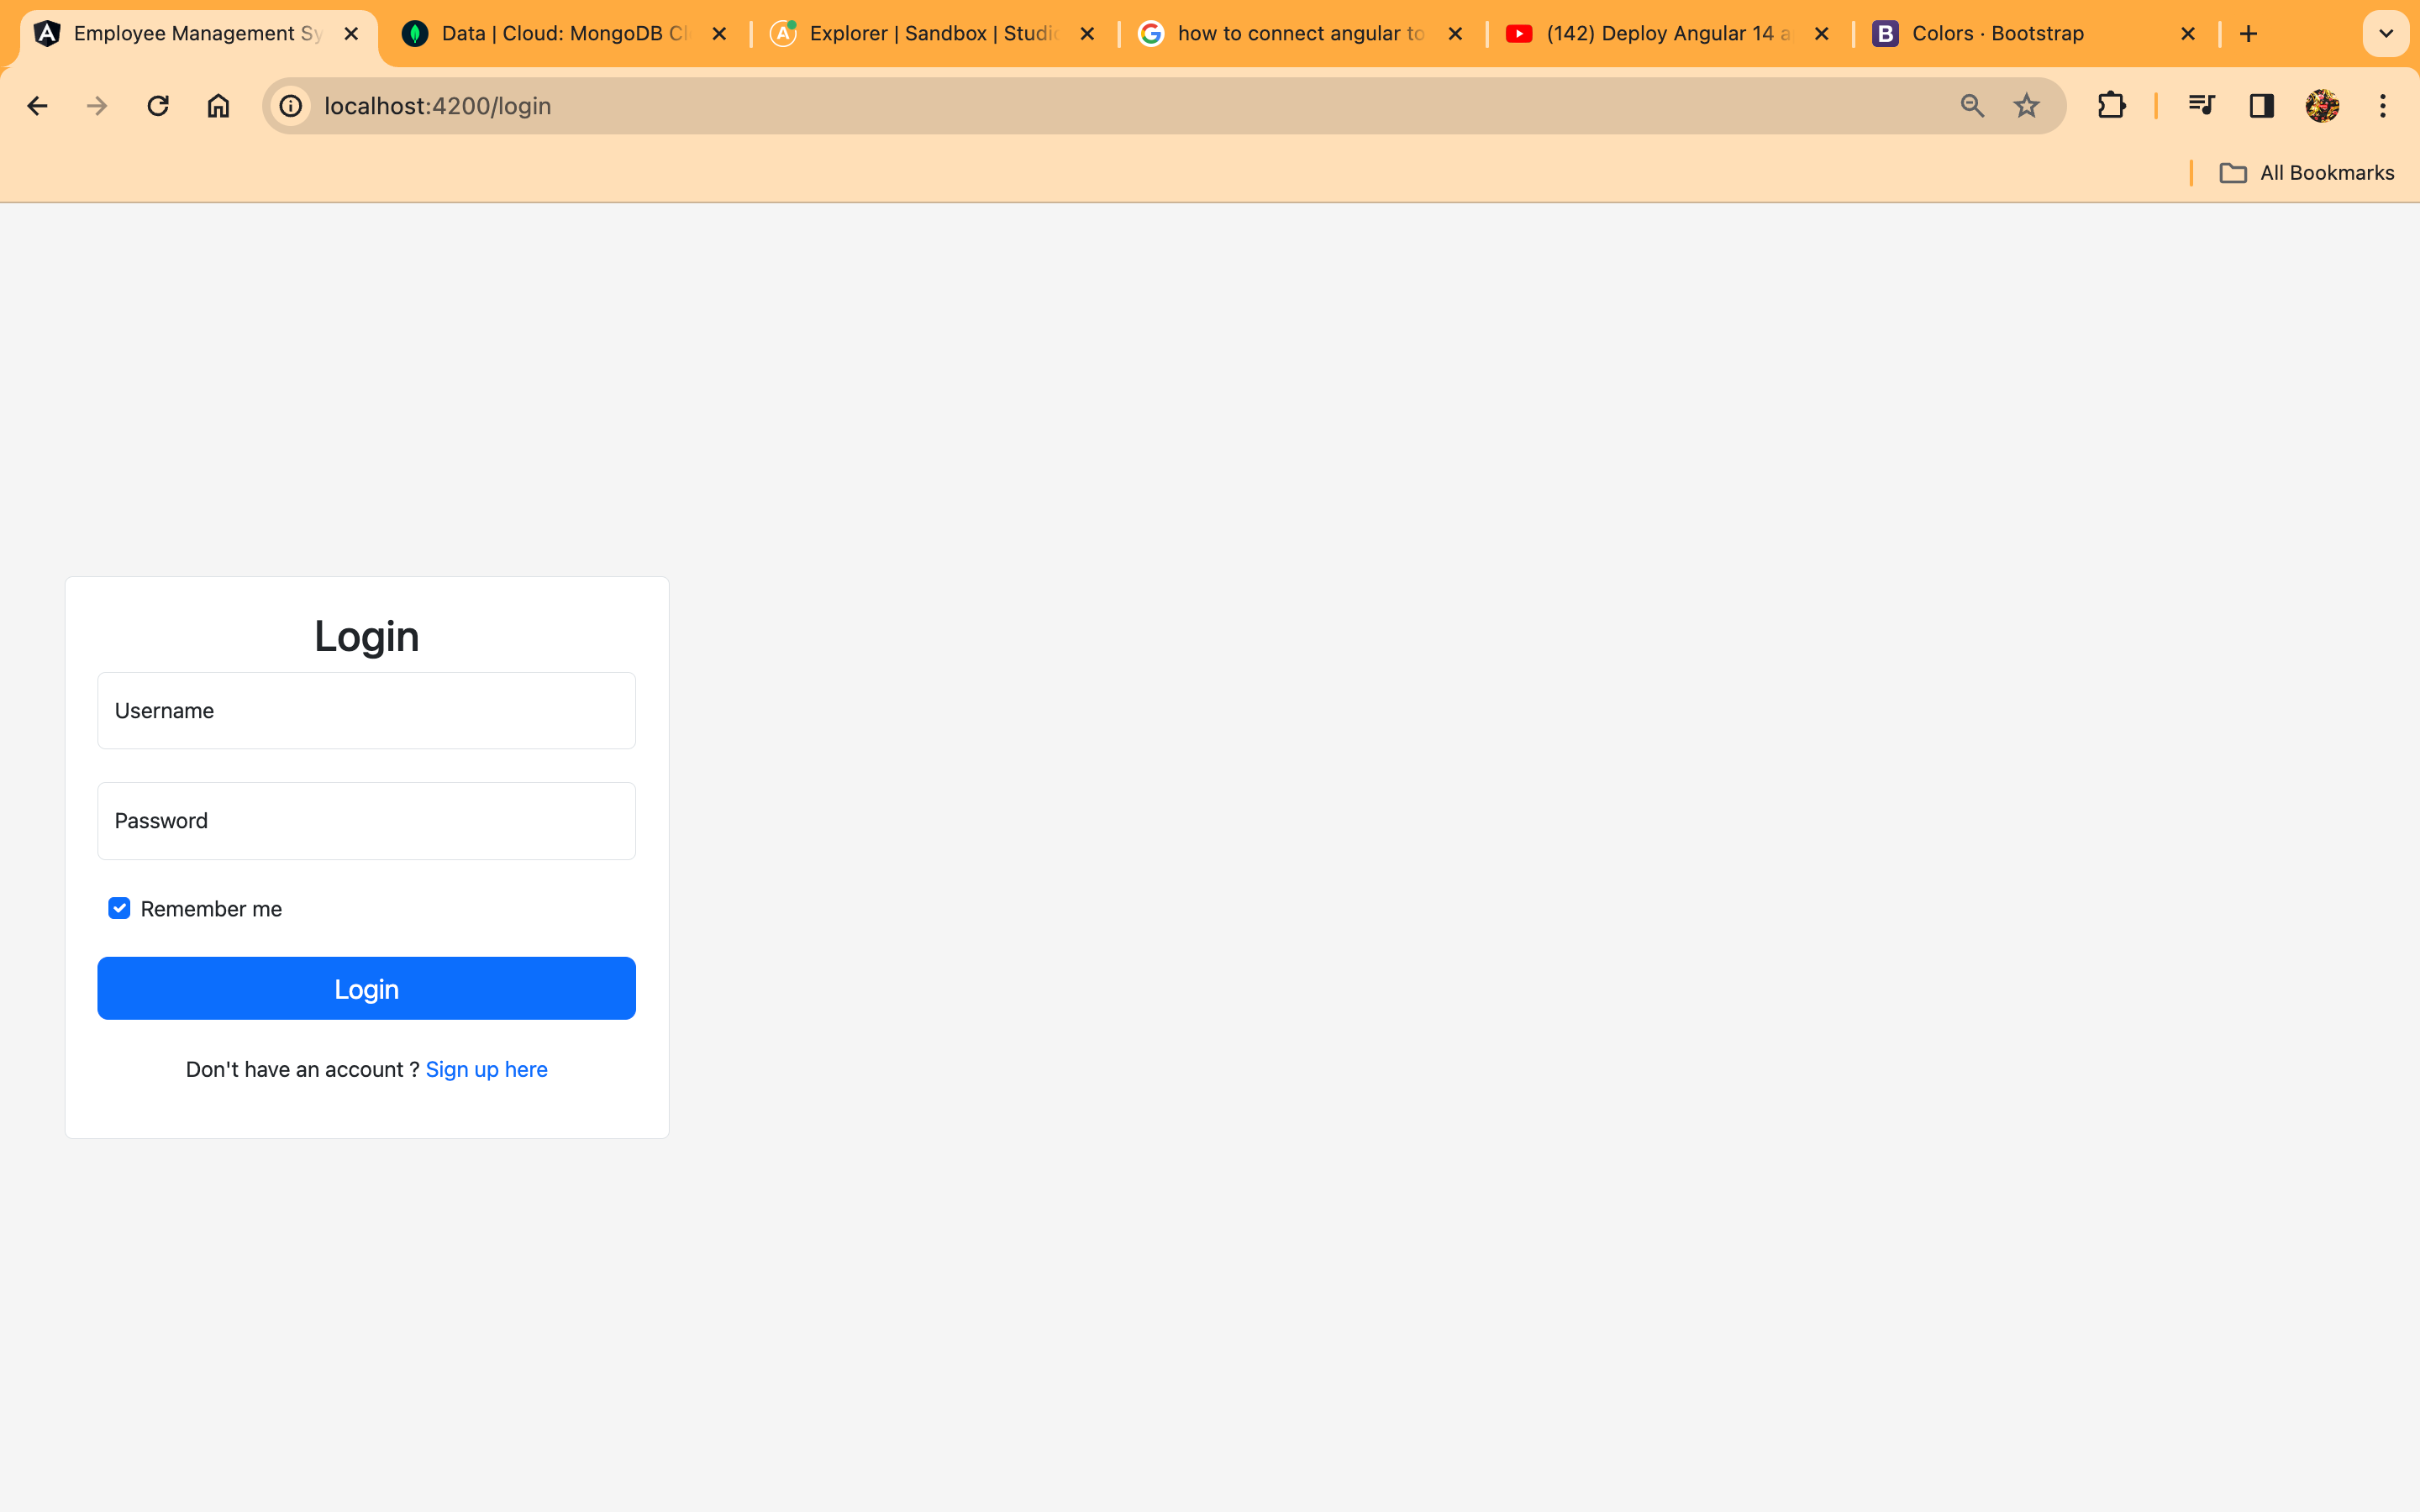 Employee Management Sy
Data | Cloud: MongoDB Cl
Explorer | Sandbox | Studio
how to connect angular to
(142) Deploy Angular 14 a
Colors · Bootstrap
localhost:4200/login
All Bookmarks
Login
Username
Password
Remember me
Login
Don't have an account ? Sign up here